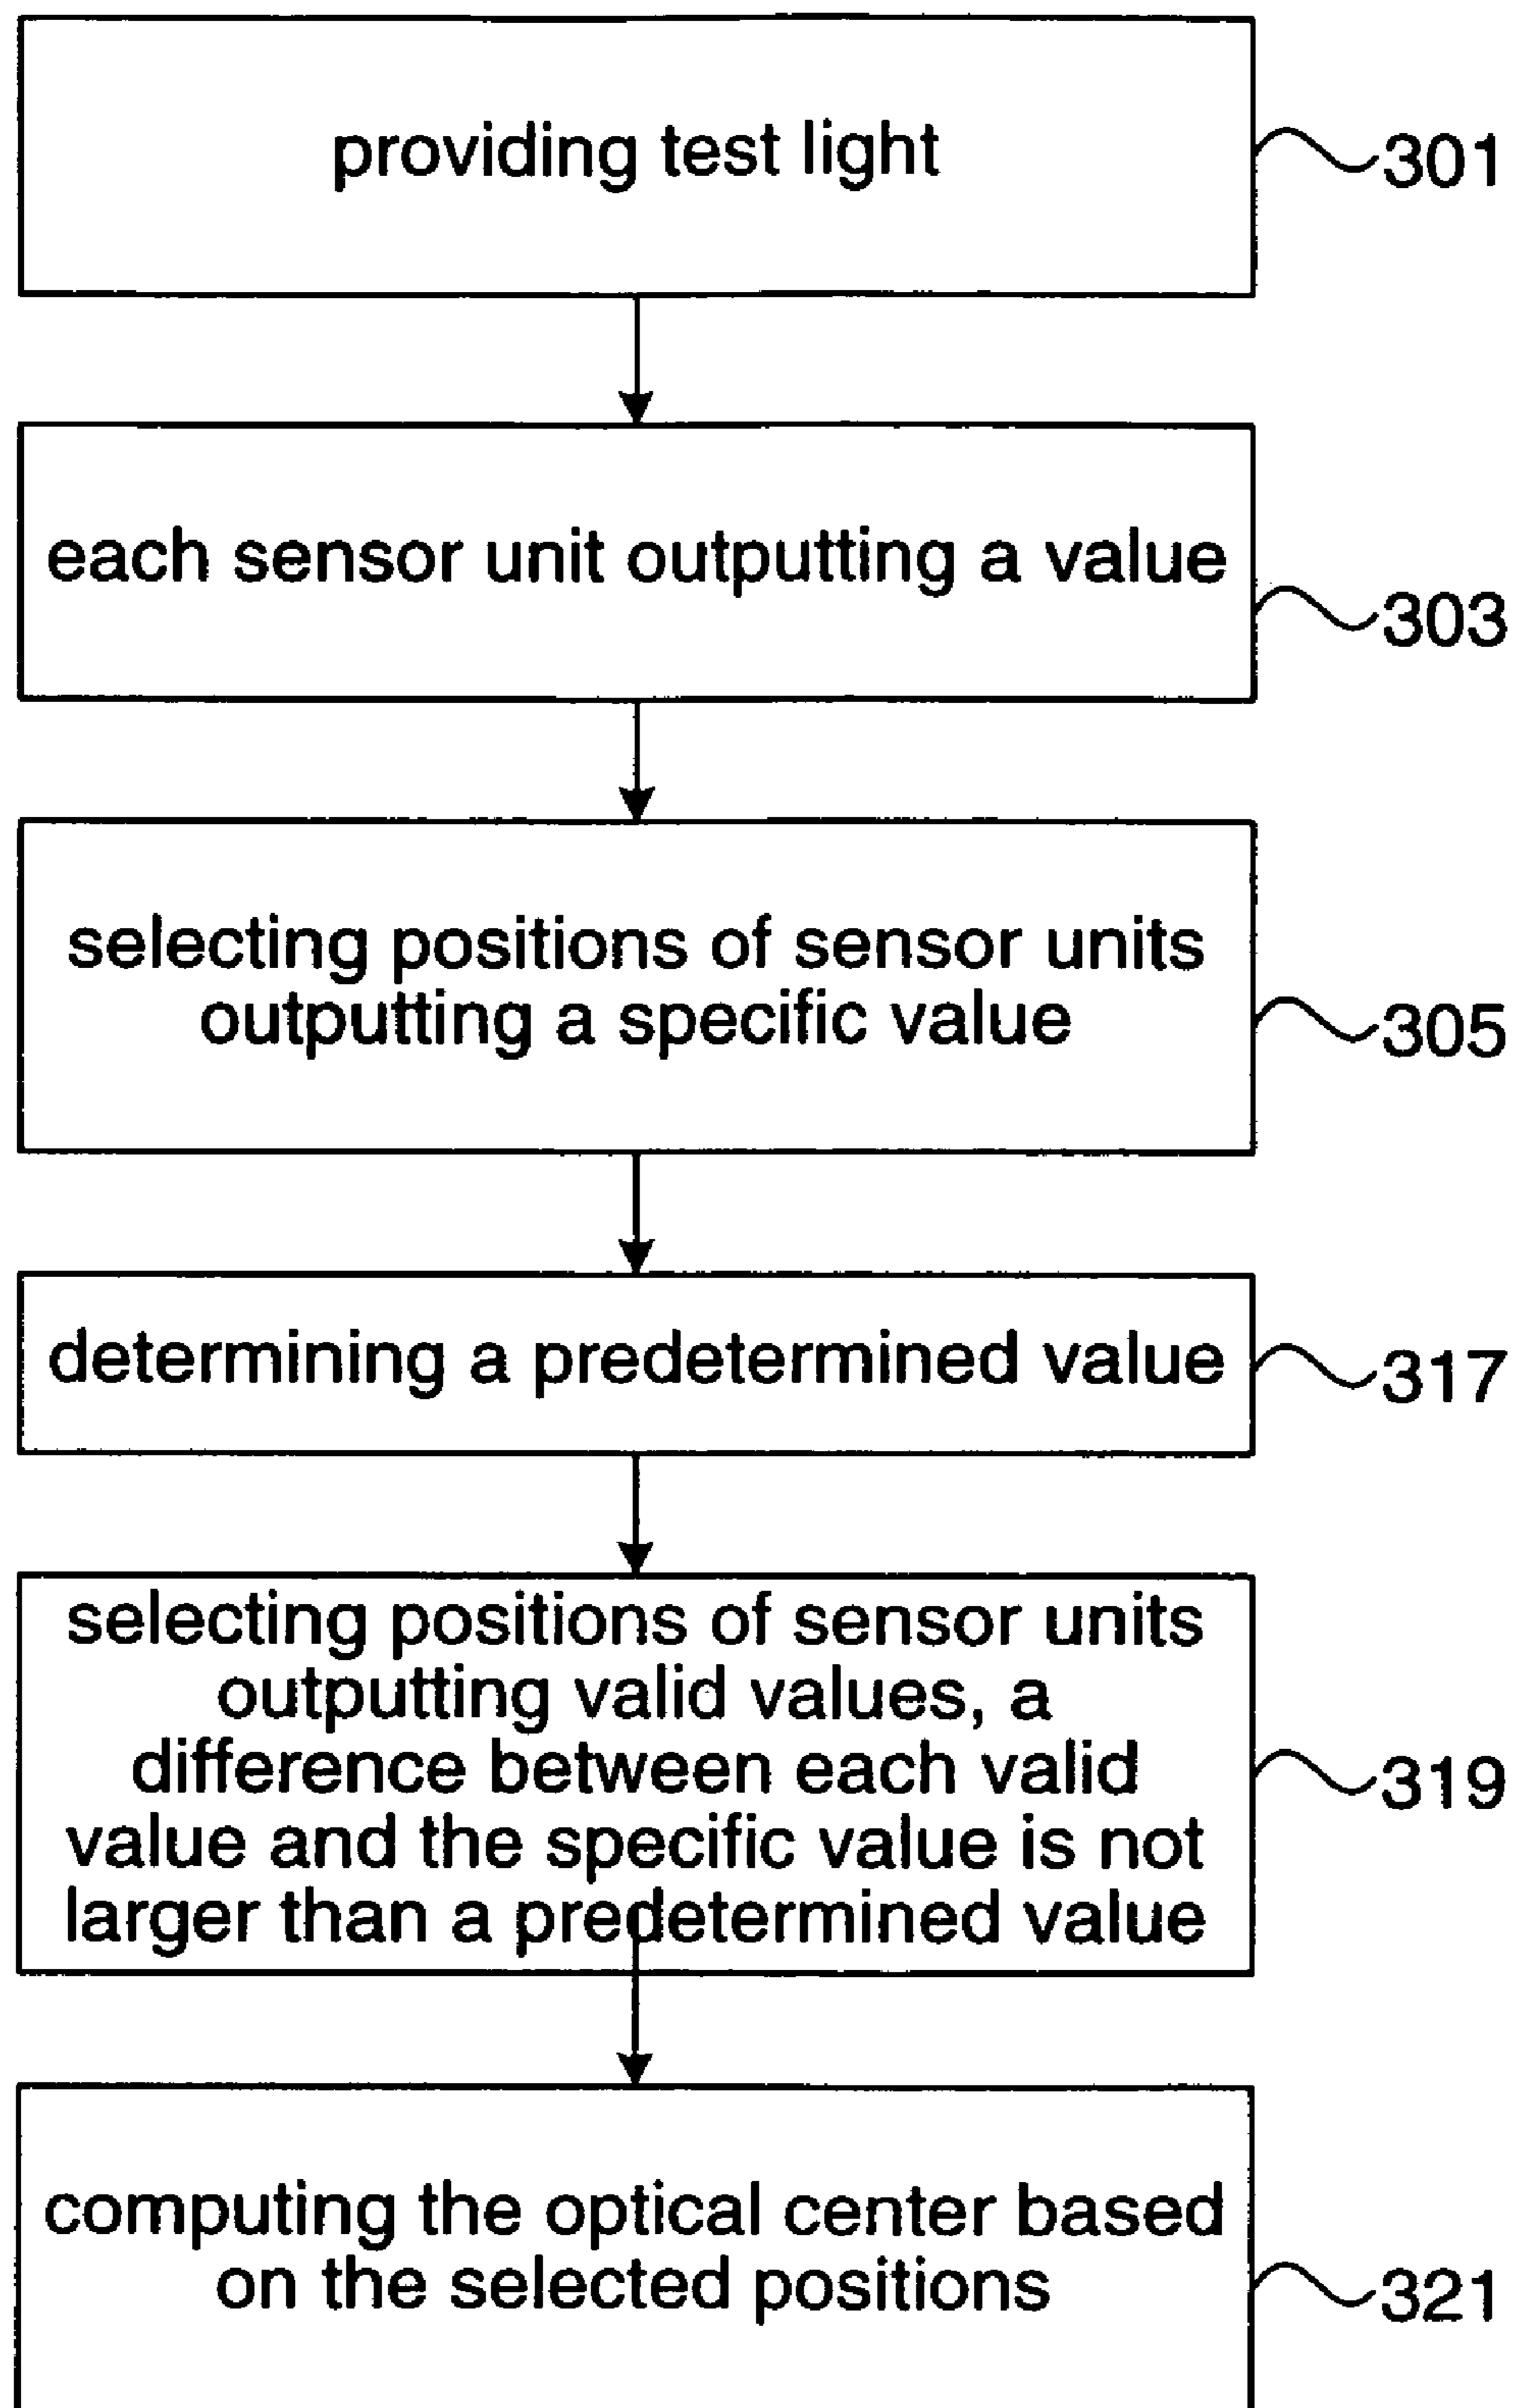 providing test light
301
each sensor unit outputting a value
303
selecting positions of sensor units
outputting a specific value
305
determining a predetermined value
317
selecting positions of sensor units
outputting valid values, a
difference between each valid
value and the specific value is not
larger than a predetermined value
319
computing the optical center based
on the selected positions
321